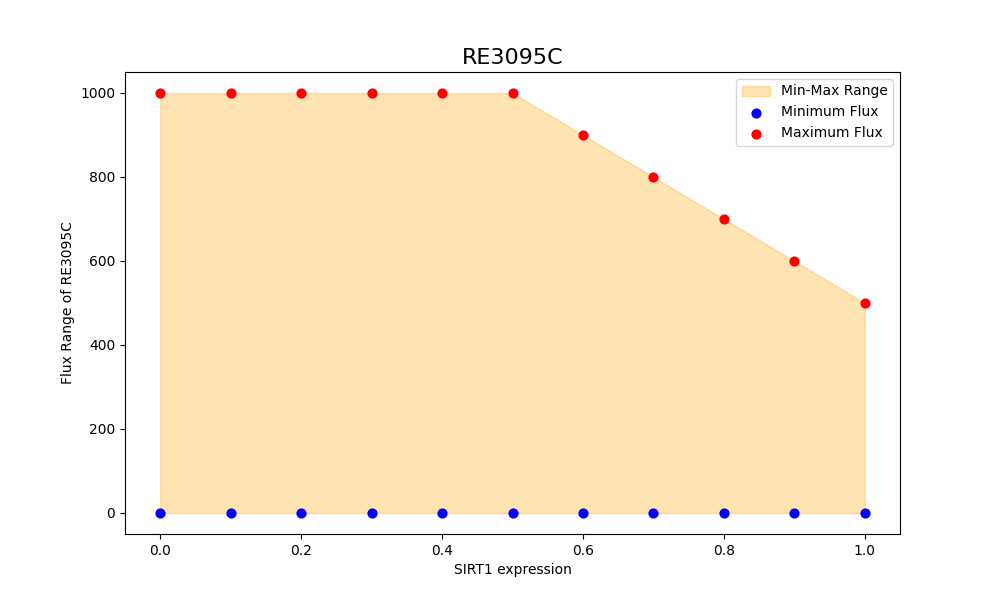 RE3095C
1000
800
600
400
200
0
Flux Range of RE3095C
Min-Max Range
Minimum Flux
Maximum Flux
0.0 0.2 0.4 0.6 0.8 1.0
SIRT1 expression